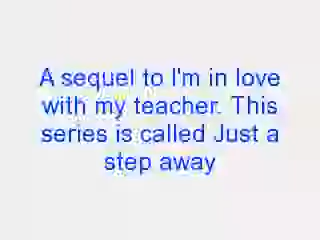 A sequel to I'm in love
with my teacher. This
series is called Just a
step away